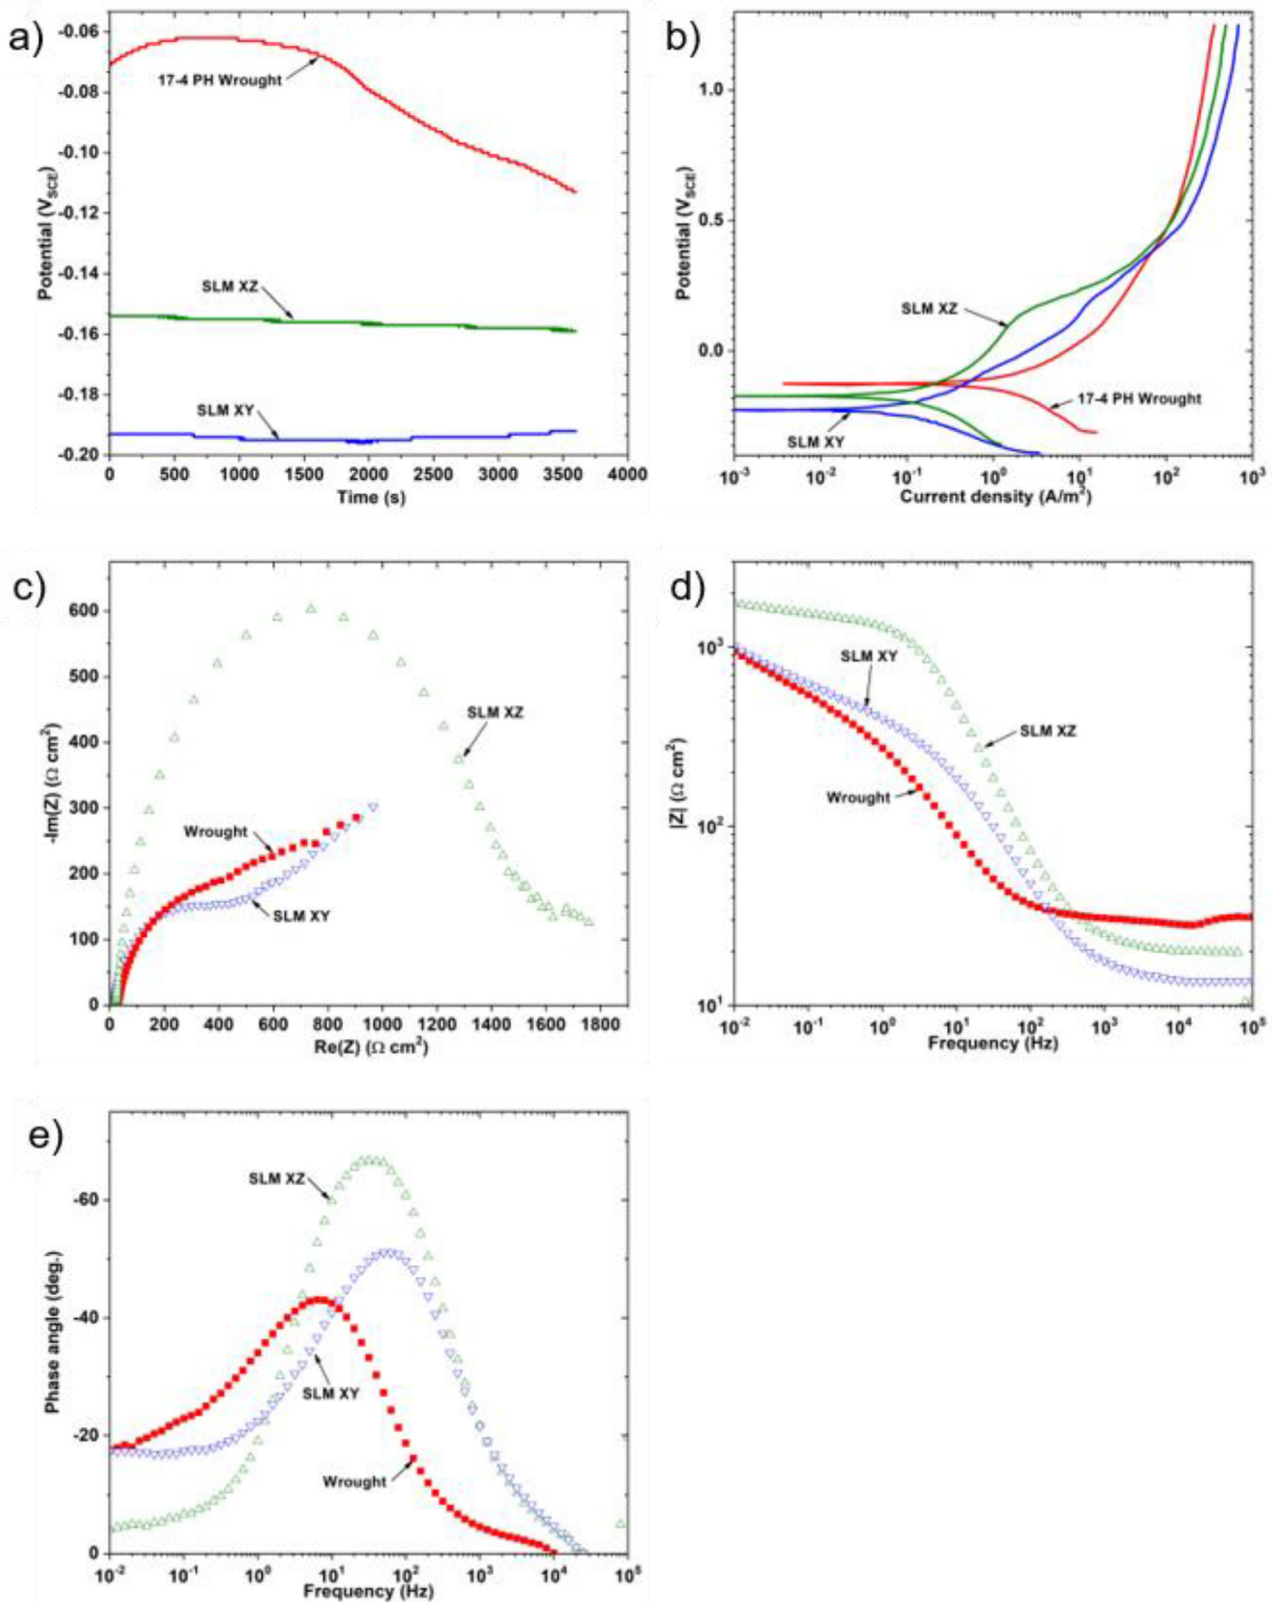 a)
-0.06
-0.08
-0.10
-0.12
-0.14
-0.16
-0.18
-0.20
Potential (V_SCE)
17-4 PH Wrought
SLM XZ
SLM XY
0 500 1000 1500 2000 2500 3000 3500 4000
Time (s)
b)
1.0
0.5
0.0
Potential (V_SCE)
SLM XZ
17-4 PH Wrought
SLM XY
10⁻³ 10⁻² 10⁻¹ 10⁰ 10¹ 10² 10³
Current density (A/m²)
c)
600
500
400
300
200
100
0
-Im(Z) (Ω cm²)
SLM XZ
Wrought
SLM XY
0 200 400 600 800 1000 1200 1400 1600 1800
Re(Z) (Ω cm²)
d)
10³
10²
10¹
|Z| (Ω cm²)
SLM XY
SLM XZ
Wrought
10⁻² 10⁻¹ 10⁰ 10¹ 10² 10³ 10⁴ 10⁵
Frequency (Hz)
e)
-60
-40
-20
0
Phase angle (deg.)
SLM XZ
SLM XY
Wrought
10⁻² 10⁻¹ 10⁰ 10¹ 10² 10³ 10⁴ 10⁵
Frequency (Hz)